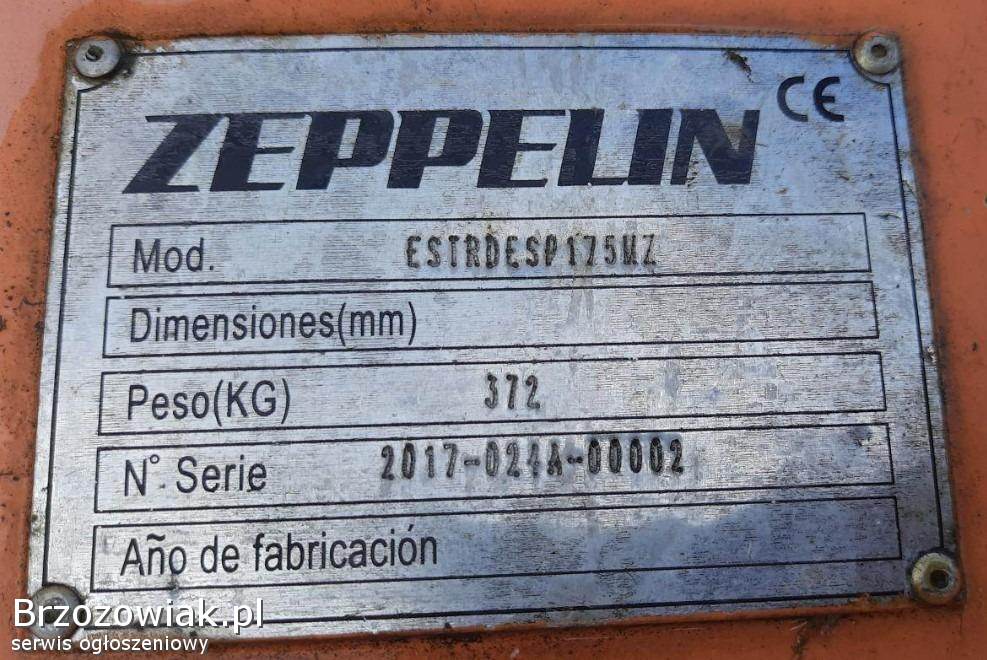 ZEPPELIN CE
Mod. ESTRDESP175MZ
Dimensiones(mm)
Peso(KG) 372
N° Serie 2017-024A-00002
Año de fabricación
Brzozowiak.pl
serwis ogłoszeniowy